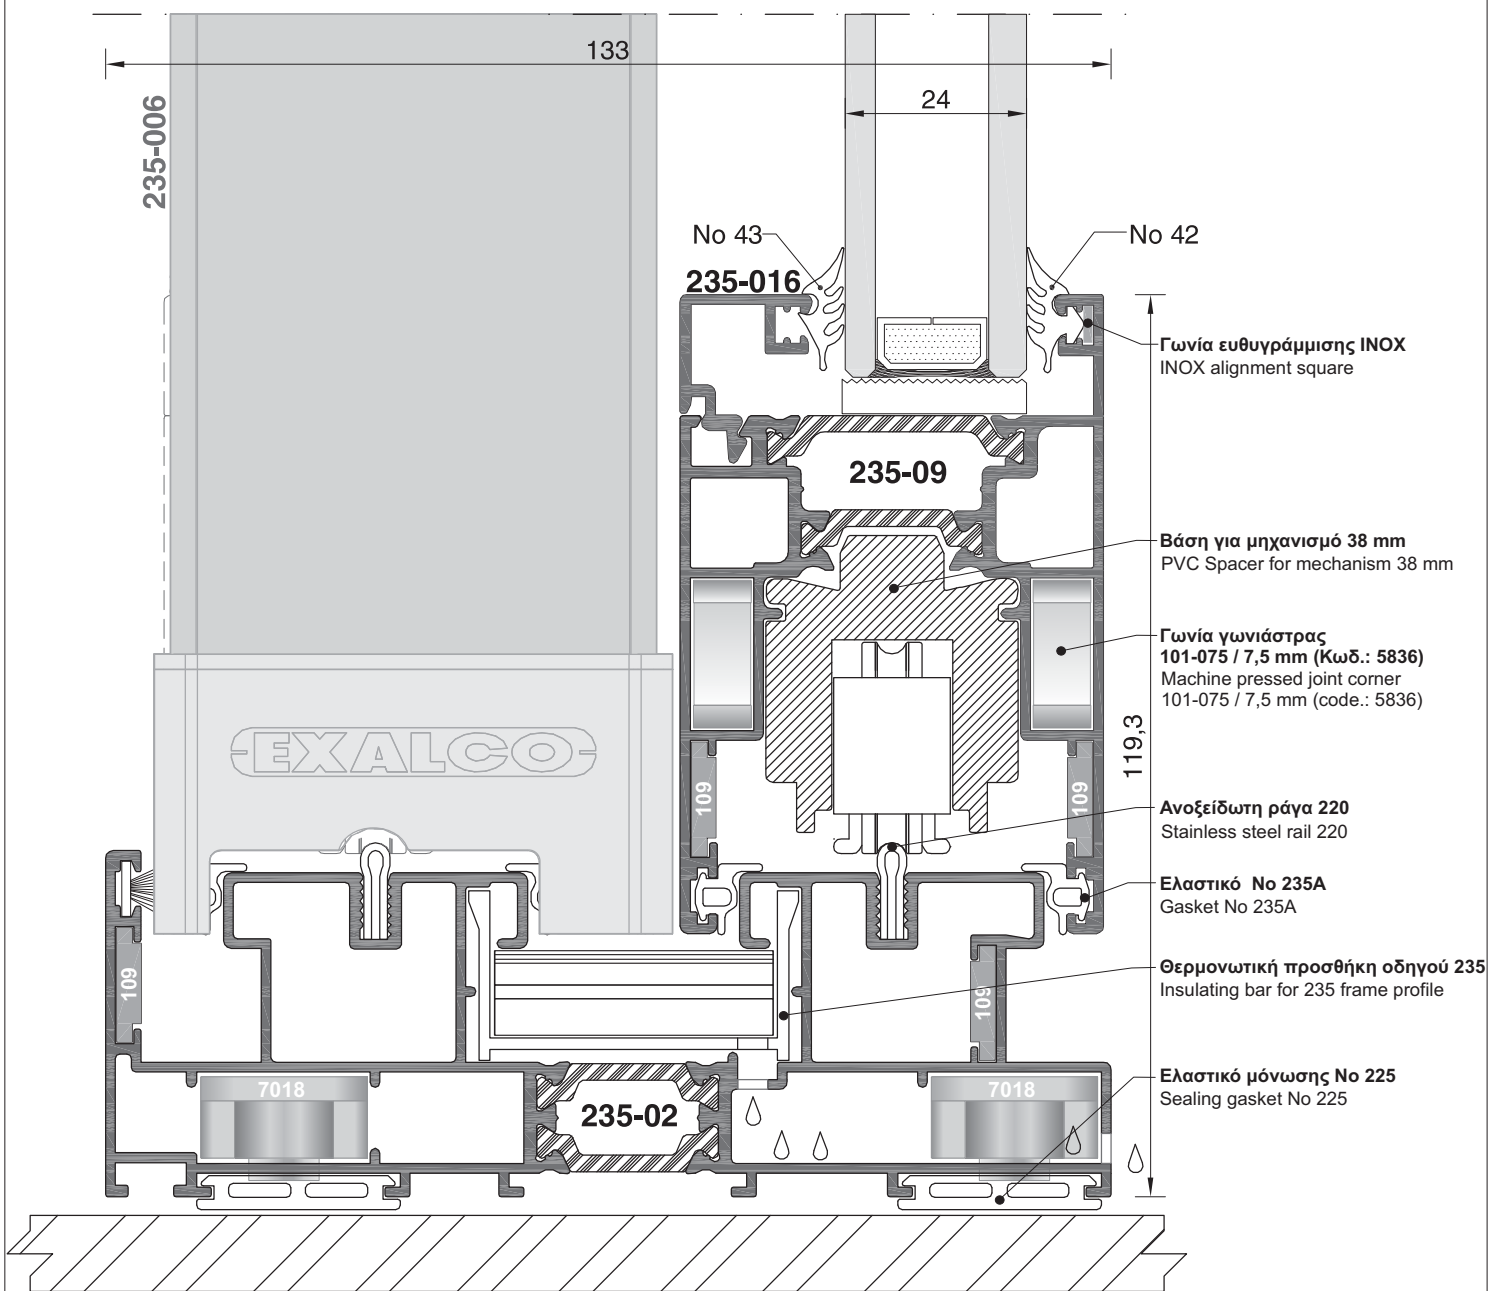 133
24
235-006
No 43
No 42
235-016
Γωνία ευθυγράμμισης INOX
INOX alignment square
235-09
Βάση για μηχανισμό 38 mm
PVC Spacer for mechanism 38 mm
Γωνία γωνιάστρας
101-075 / 7,5 mm (Κωδ.: 5836)
Machine pressed joint corner
101-075 / 7,5 mm (code.: 5836)
119,3
EXALCO
109
109
Ανοξείδωτη ράγα 220
Stainless steel rail 220
Ελαστικό No 235A
Gasket No 235A
109
109
Θερμονωτική προσθήκη οδηγού 235
Insulating bar for 235 frame profile
7018
235-02
7018
Ελαστικό μόνωσης No 225
Sealing gasket No 225